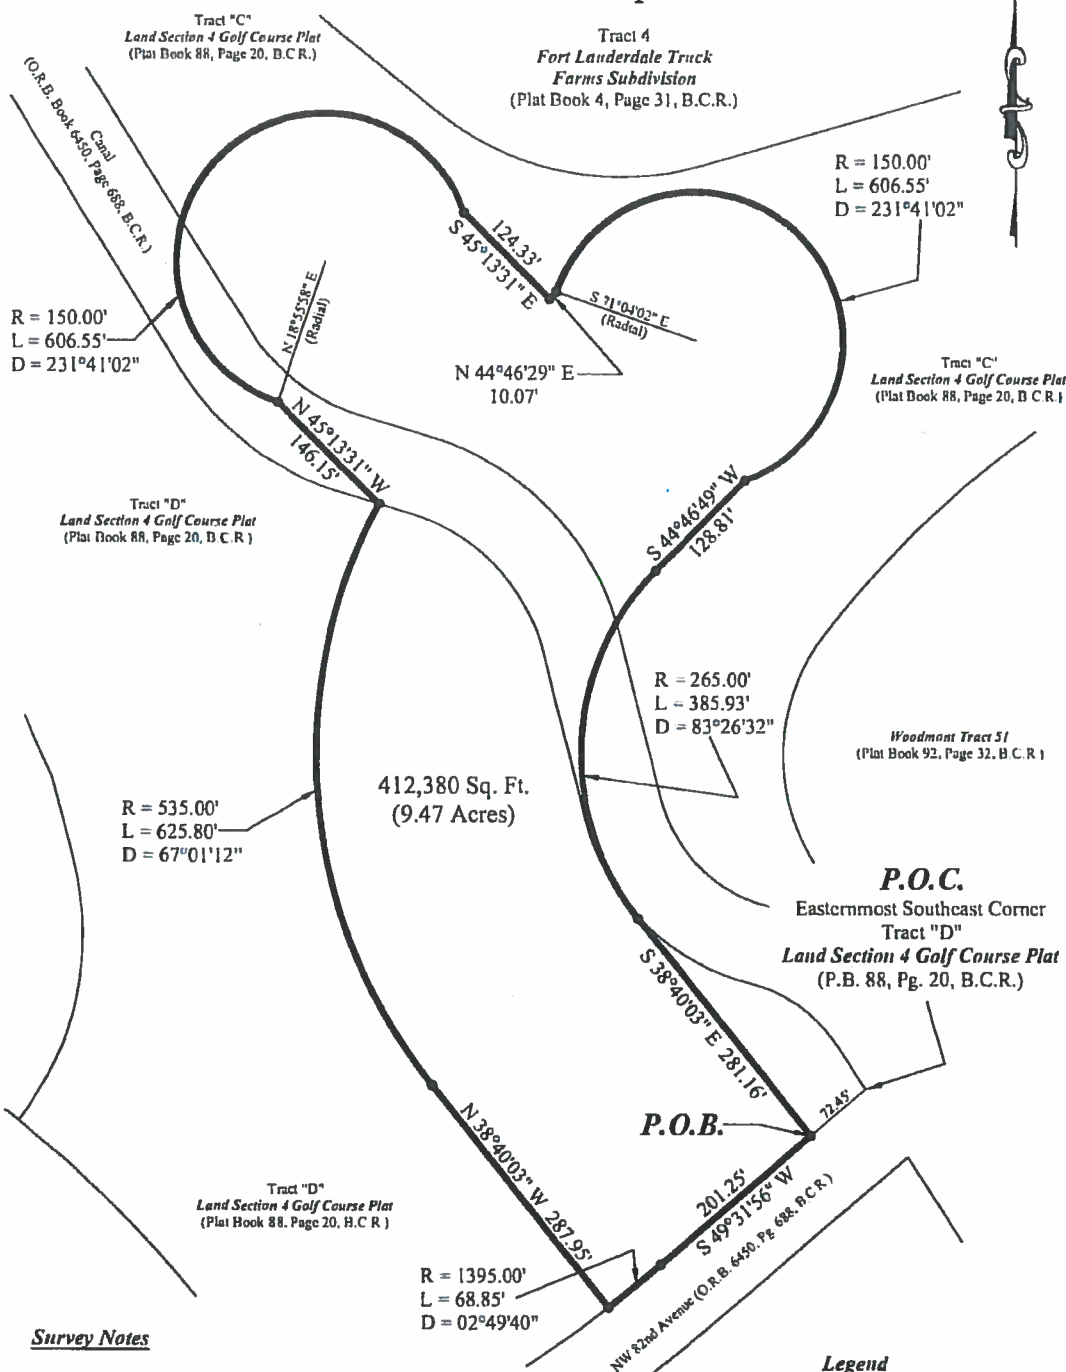 Tract "C"
Land Section 4 Golf Course Plat
(Plat Book 88, Page 20, B.C.R.)
Tract 4
Fort Lauderdale Truck
Farms Subdivision
(Plat Book 4, Page 31, B.C.R.)
Canal
(O.R.B. Book 6450, Page 688, B.C.R.)
R = 150.00'
L = 606.55'
D = 231°41'02"
124.33'
S 45°13'31" E
N 18°55'58" E
(Radial)
S 71°04'02" E
(Radial)
R = 150.00'
L = 606.55'
D = 231°41'02"
N 44°46'29" E
10.07'
Tract "C"
Land Section 4 Golf Course Plat
(Plat Book 88, Page 20, B.C.R.)
N 45°13'31" W
146.15'
S 44°46'49" W
128.81'
Tract "D"
Land Section 4 Golf Course Plat
(Plat Book 88, Page 20, B.C.R.)
R = 265.00'
L = 385.93'
D = 83°26'32"
Woodmont Tract 51
(Plat Book 92, Page 32, B.C.R.)
412,380 Sq. Ft.
(9.47 Acres)
R = 535.00'
L = 625.80'
D = 67°01'12"
P.O.C.
Easternmost Southeast Corner
Tract "D"
Land Section 4 Golf Course Plat
(P.B. 88, Pg. 20, B.C.R.)
S 38°40'03" E 281.16'
72.45'
P.O.B.
N 38°40'03" W 287.95'
201.25'
S 49°31'56" W
Tract "D"
Land Section 4 Golf Course Plat
(Plat Book 88, Page 20, B.C.R.)
NW 82nd Avenue (O.R.B. 6450, Pg. 688, B.C.R.)
R = 1395.00'
L = 68.85'
D = 02°49'40"
Survey Notes
Legend